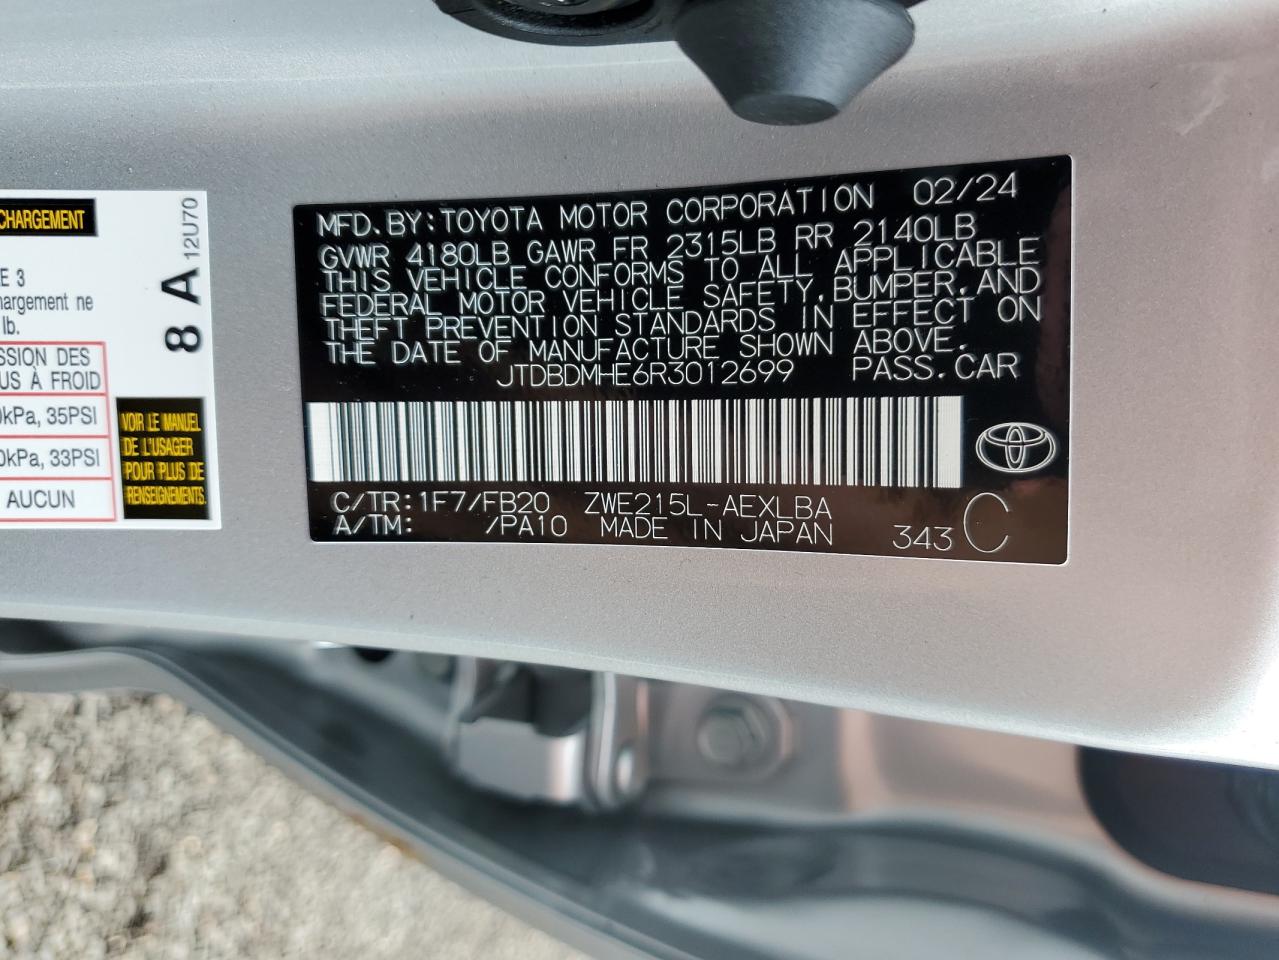 CHARGEMENT
E 3
chargement ne
lb.
SSION DES
US À FROID
0kPa, 35PSI
0kPa, 33PSI
AUCUN
8 A 12U70
VOIR LE MANUEL
DE L'USAGER
POUR PLUS DE
RENSEIGNEMENTS.
MFD.BY:TOYOTA MOTOR CORPORATION 02/24
GVWR 4180LB GAWR FR 2315LB RR 2140LB
THIS VEHICLE CONFORMS TO ALL APPLICABLE
FEDERAL MOTOR VEHICLE SAFETY,BUMPER,AND
THEFT PREVENTION STANDARDS IN EFFECT ON
THE DATE OF MANUFACTURE SHOWN ABOVE.
JTDBDMHE6R3012699 PASS.CAR
C/TR:1F7/FB20 ZWE215L-AEXLBA
A/TM: /PA10 MADE IN JAPAN 343 C